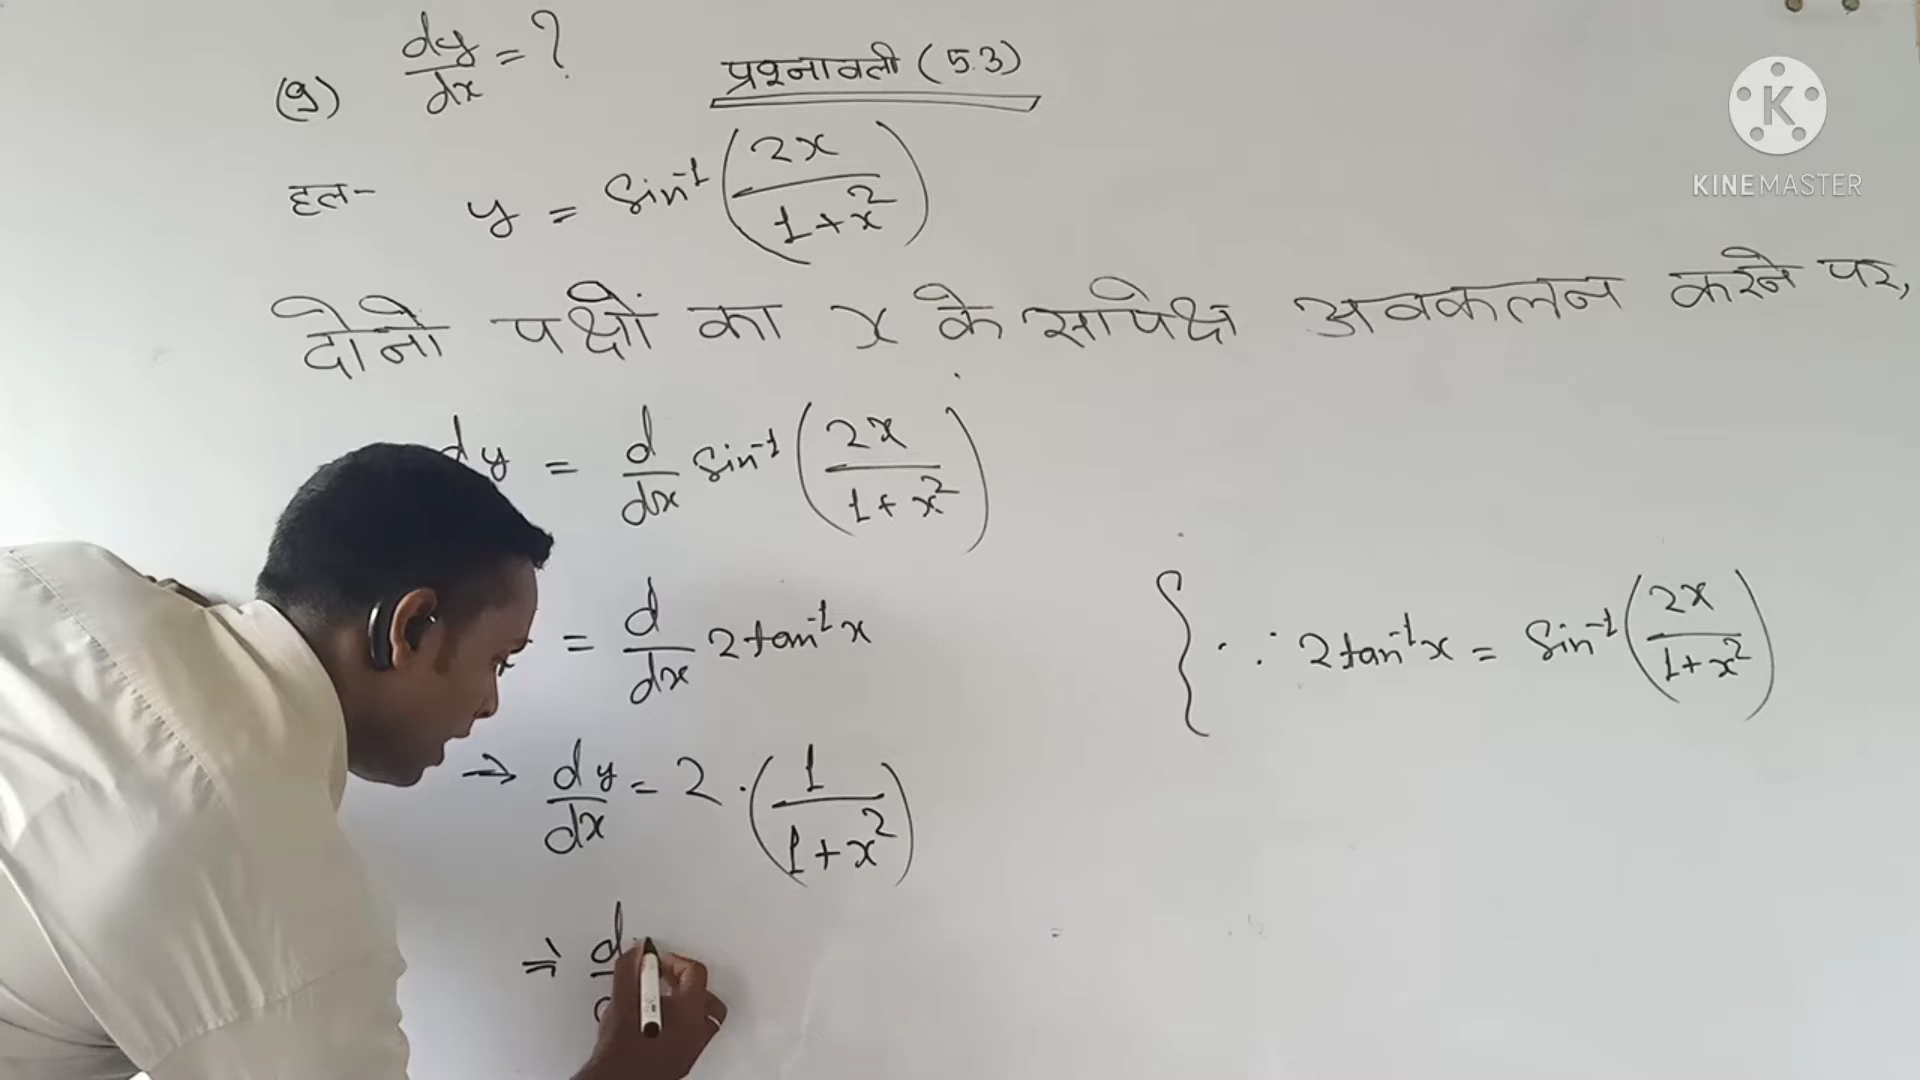 (9) dy/dx = ?
प्रश्नावली (5.3)
KINEMASTER
हल- y = sin⁻¹(2x/(1+x²))
दोनो पक्षों का x के सापेक्ष अवकलन करने पर,
dy = d/dx sin⁻¹(2x/(1+x²))
= d/dx 2tan⁻¹x
{ ∵ 2tan⁻¹x = sin⁻¹(2x/(1+x²))
→ dy/dx = 2·(1/(1+x²))
⇒ d